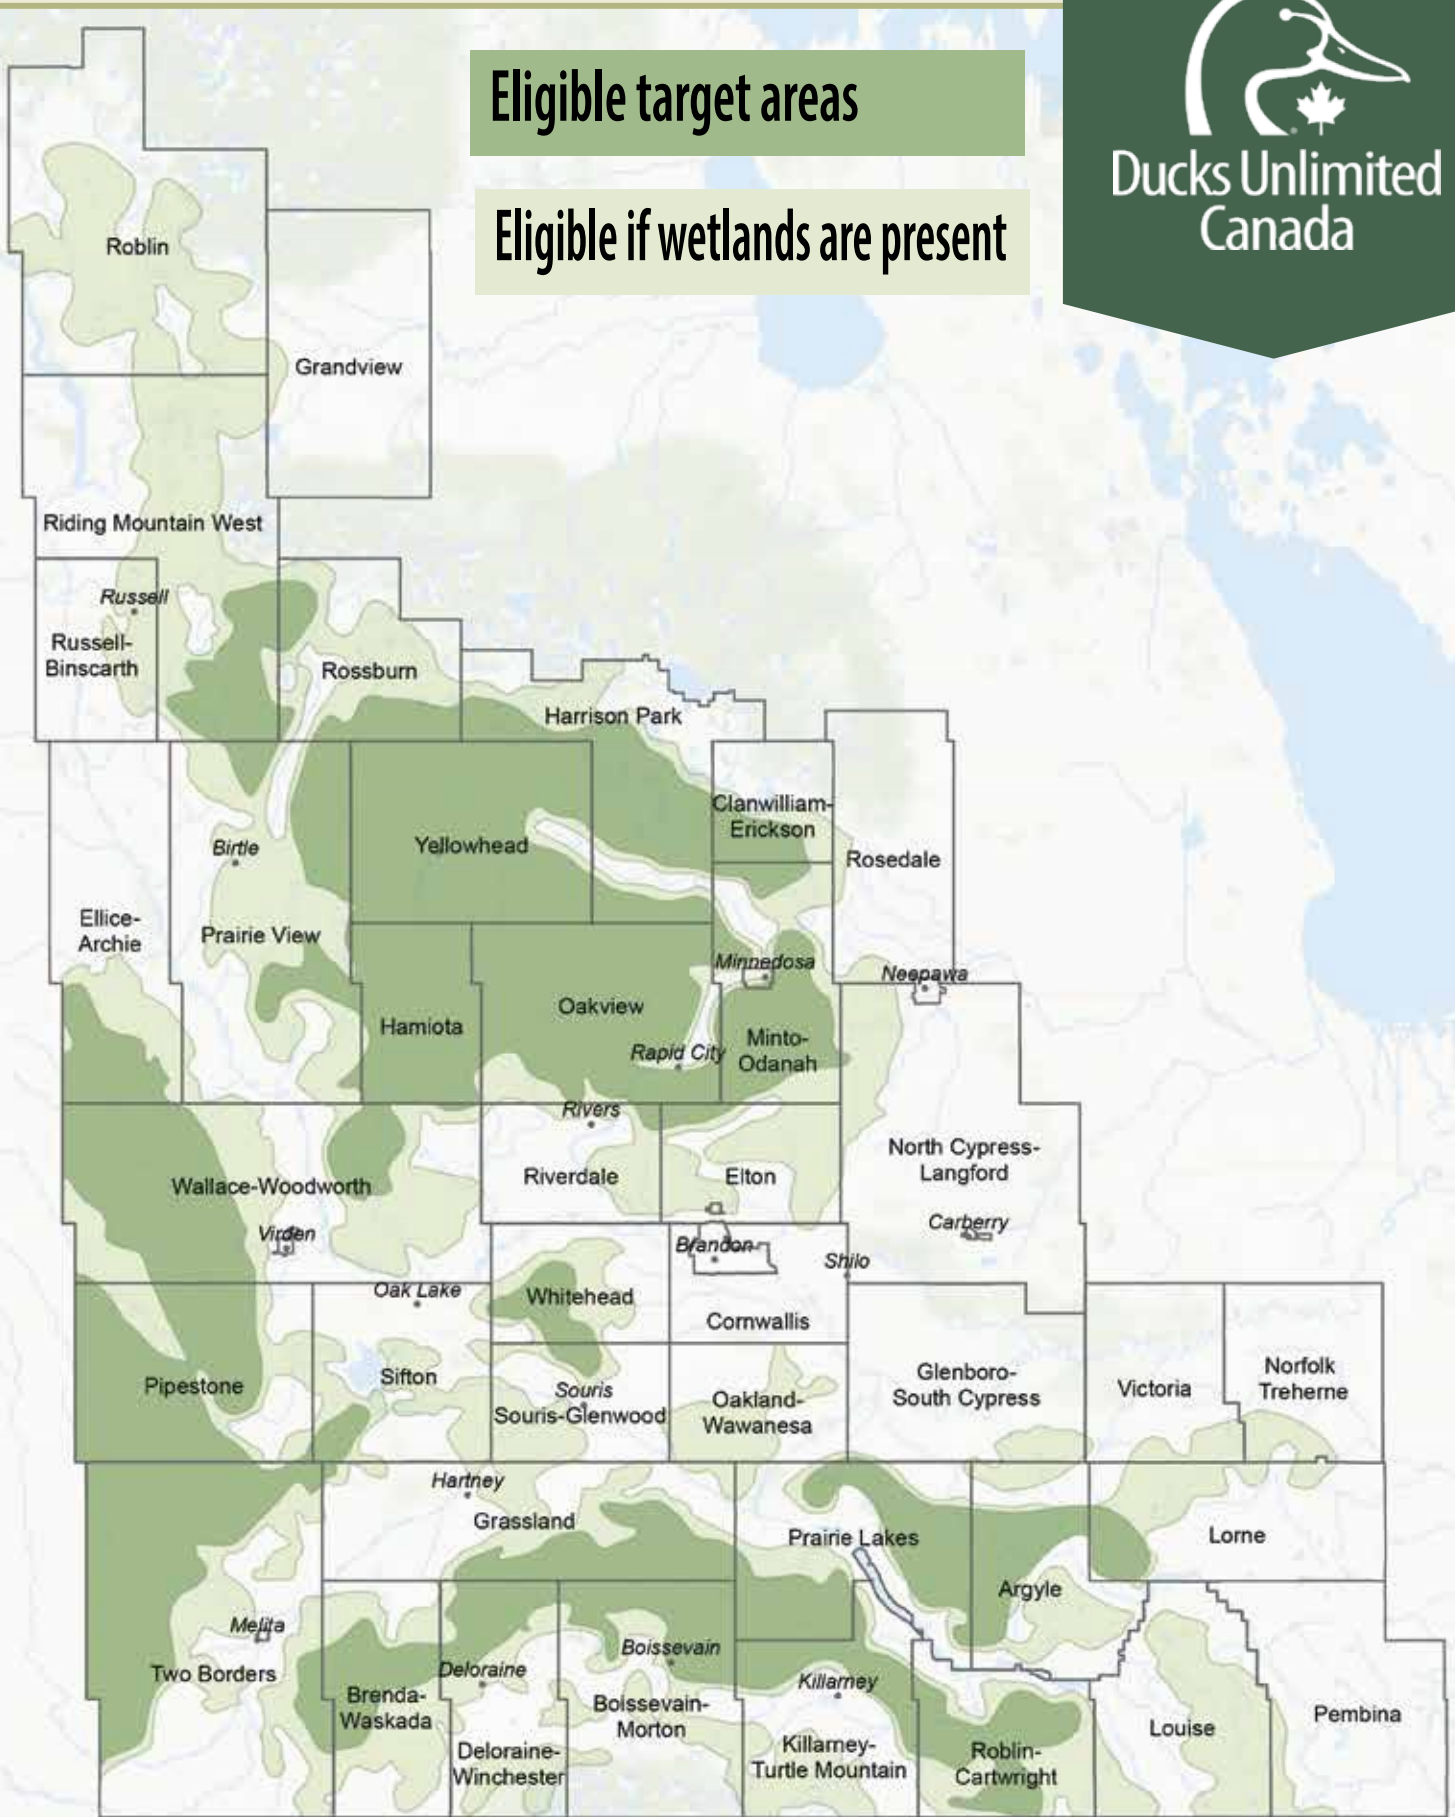 Eligible target areas
Eligible if wetlands are present
Ducks Unlimited
Canada
Roblin
Grandview
Riding Mountain West
Russell
Russell-
Binscarth
Rossburn
Harrison Park
Clanwilliam-
Erickson
Yellowhead
Birtle
Rosedale
Ellice-
Archie
Prairie View
Minnedosa
Neepawa
Oakview
Hamiota
Rapid City
Minto-
Odanah
Rivers
Riverdale
Elton
North Cypress-
Langford
Wallace-Woodworth
Virden
Carberry
Brandon
Shilo
Oak Lake
Whitehead
Cornwallis
Pipestone
Sifton
Souris
Souris-Glenwood
Oakland-
Wawanesa
Glenboro-
South Cypress
Victoria
Norfolk
Treherne
Hartney
Grassland
Prairie Lakes
Lorne
Argyle
Melita
Two Borders
Deloraine
Boissevain
Killarney
Brenda-
Waskada
Boissevain-
Morton
Deloraine-
Winchester
Killarney-
Turtle Mountain
Roblin-
Cartwright
Louise
Pembina